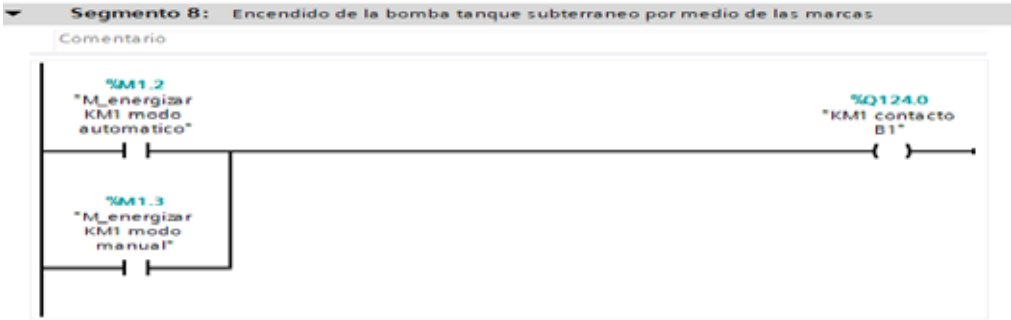 Segmento 8: Encendido de la bomba tanque subterraneo por medio de las marcas
Comentario
%M1.2
"M_energizar
KM1 modo
automatico"
%Q124.0
"KM1 contacto
B1"
%M1.3
"M_energizar
KM1 modo
manual"